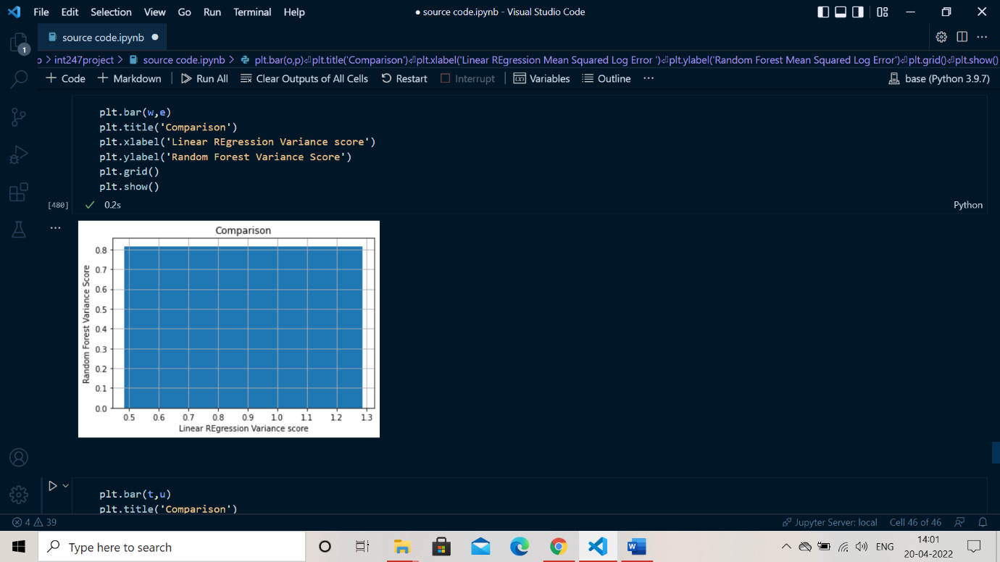 File Edit Selection View Go Run Terminal Help
● source code.ipynb - Visual Studio Code
source code.ipynb ●
1
int247project > source code.ipynb > plt.bar(o,p)⏎plt.title('Comparison')⏎plt.xlabel('Linear REgression Mean Squared Log Error ')⏎plt.ylabel('Random Forest Mean Squared Log Error')⏎plt.grid()⏎plt.show()
+ Code + Markdown Run All Clear Outputs of All Cells Restart Interrupt Variables Outline ...
base (Python 3.9.7)
plt.bar(w,e)
plt.title('Comparison')
plt.xlabel('Linear REgression Variance score')
plt.ylabel('Random Forest Variance Score')
plt.grid()
plt.show()
[480] ✓ 0.2s Python
...
Comparison
Random Forest Variance Score
0.8
0.7
0.6
0.5
0.4
0.3
0.2
0.1
0.0
0.5 0.6 0.7 0.8 0.9 1.0 1.1 1.2 1.3
Linear REgression Variance score
plt.bar(t,u)
plt.title('Comparison')
4 39
Jupyter Server: local Cell 46 of 46
Type here to search
ENG
14:01
20-04-2022